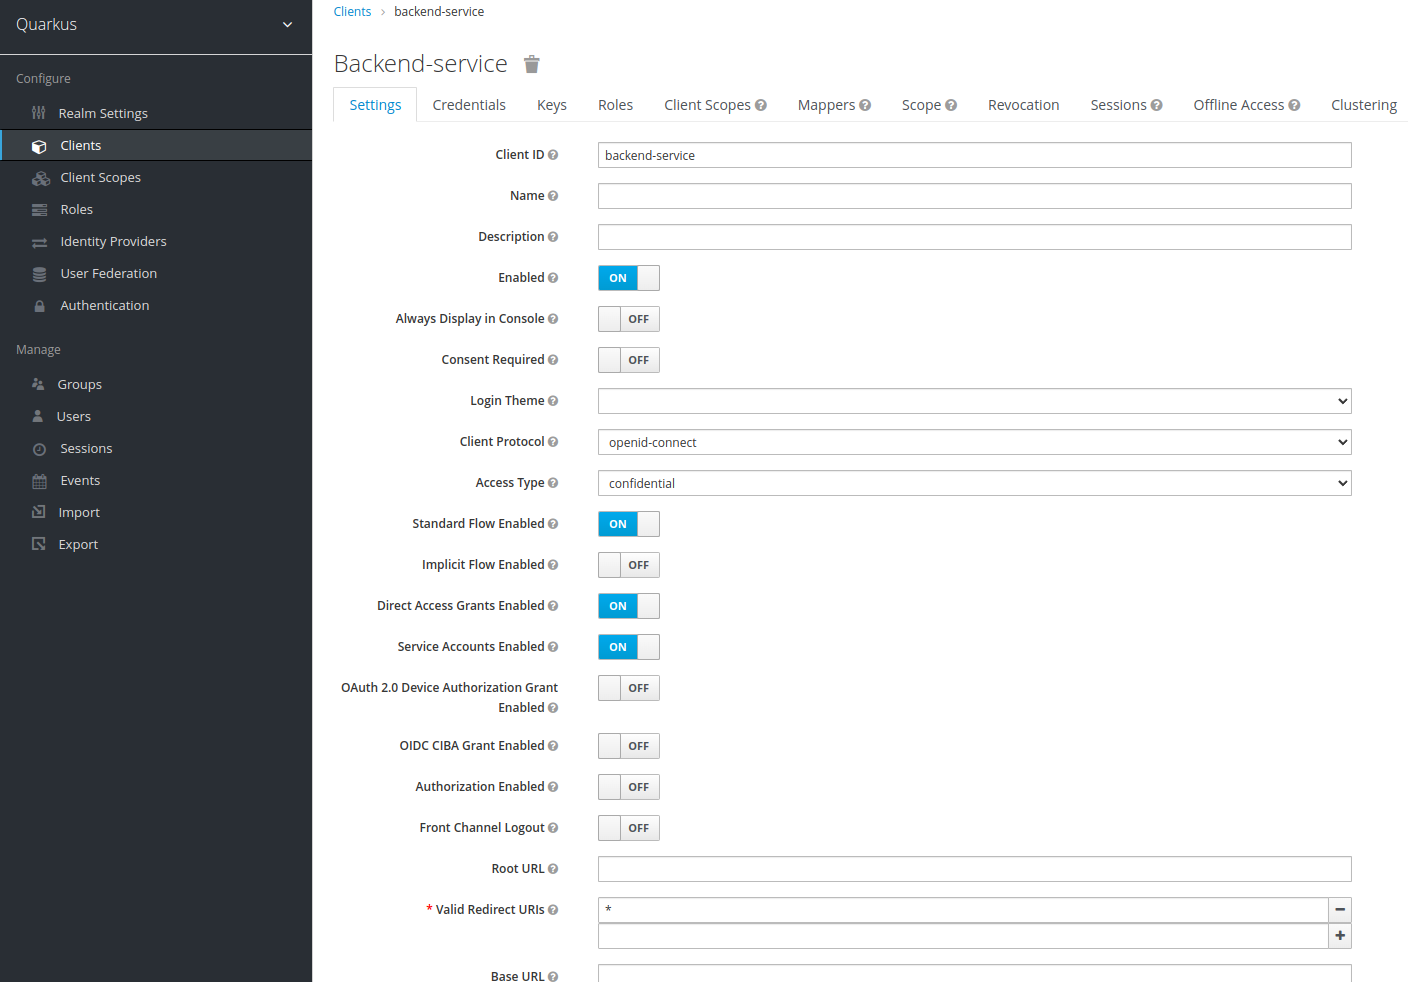 Quarkus
Configure
Realm Settings
Clients
Client Scopes
Roles
Identity Providers
User Federation
Authentication
Manage
Groups
Users
Sessions
Events
Import
Export
Clients › backend-service
Backend-service
Settings Credentials Keys Roles Client Scopes Mappers Scope Revocation Sessions Offline Access Clustering
Client ID backend-service
Name
Description
Enabled ON
Always Display in Console OFF
Consent Required OFF
Login Theme
Client Protocol openid-connect
Access Type confidential
Standard Flow Enabled ON
Implicit Flow Enabled OFF
Direct Access Grants Enabled ON
Service Accounts Enabled ON
OAuth 2.0 Device Authorization Grant OFF
Enabled
OIDC CIBA Grant Enabled OFF
Authorization Enabled OFF
Front Channel Logout OFF
Root URL
* Valid Redirect URIs *
Base URL